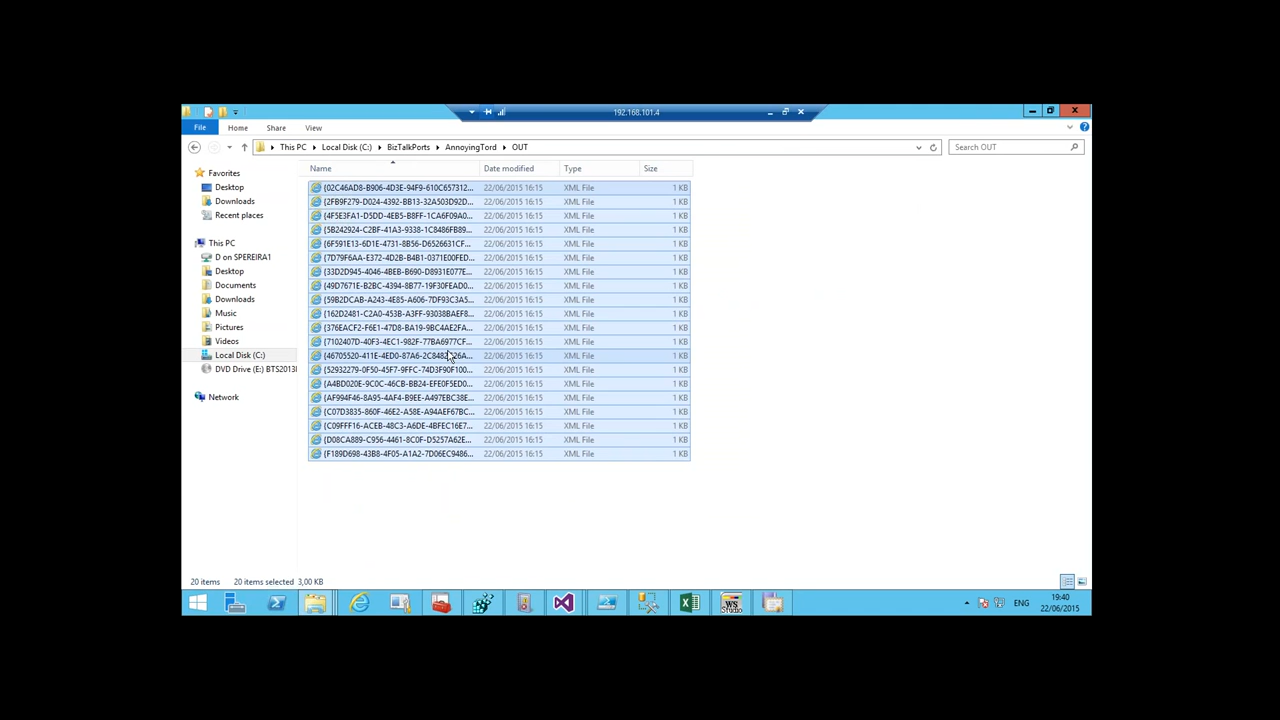 192.168.101.4
File Home Share View
This PC Local Disk (C:) BizTalkPorts AnnoyingTord OUT Search OUT
Name Date modified Type Size
Favorites
Desktop
Downloads
Recent places
This PC
D on SPEREIRA1
Desktop
Documents
Downloads
Music
Pictures
Videos
Local Disk (C:)
DVD Drive (E:) BTS2013
Network
{02C46AD8-B906-4D3E-94F9-610C657312... 22/06/2015 16:15 XML File 1 KB
{2FB9F279-D024-4392-BB13-32A503D92D... 22/06/2015 16:15 XML File 1 KB
{4F5E3FA1-D5DD-4EB5-B8FF-1CA6F09A0... 22/06/2015 16:15 XML File 1 KB
{5B242924-C2BF-41A3-9338-1C8486FB89... 22/06/2015 16:15 XML File 1 KB
{6F591E13-6D1E-4731-8B56-D6526631CF... 22/06/2015 16:15 XML File 1 KB
{7D79F6AA-E372-4D2B-B4B1-0371E00FED... 22/06/2015 16:15 XML File 1 KB
{33D2D945-4046-4BEB-B690-D8931E077E... 22/06/2015 16:15 XML File 1 KB
{49D7671E-B2BC-4394-8B77-19F30FEAD0... 22/06/2015 16:15 XML File 1 KB
{59B2DCAB-A243-4E85-A606-7DF93C3A5... 22/06/2015 16:15 XML File 1 KB
{162D2481-C2A0-453B-A3FF-93038BAEF8... 22/06/2015 16:15 XML File 1 KB
{376EACF2-F6E1-47D8-BA19-9BC4AE2FA... 22/06/2015 16:15 XML File 1 KB
{7102407D-40F3-4EC1-982F-77BA6977CF... 22/06/2015 16:15 XML File 1 KB
22/06/2015 16:15 XML File 1 KB
{52932279-0F50-45F7-9FFC-74D3F90F100... 22/06/2015 16:15 XML File 1 KB
{A4BD020E-9C0C-46CB-BB24-EFE0F5ED0... 22/06/2015 16:15 XML File 1 KB
{AF994F46-8A95-4AF4-B9EE-A497EBC38E... 22/06/2015 16:15 XML File 1 KB
{C07D3835-860F-46E2-A58E-A94AEF67BC... 22/06/2015 16:15 XML File 1 KB
{C09FFF16-ACEB-48C3-A6DE-4BFEC16E7... 22/06/2015 16:15 XML File 1 KB
{D08CA889-C956-4461-8C0F-D5257A62E... 22/06/2015 16:15 XML File 1 KB
{F189D698-43B8-4F05-A1A2-7D06EC9486... 22/06/2015 16:15 XML File 1 KB
20 items 20 items selected 3,00 KB
WS Studio
ENG
19:40
22/06/2015